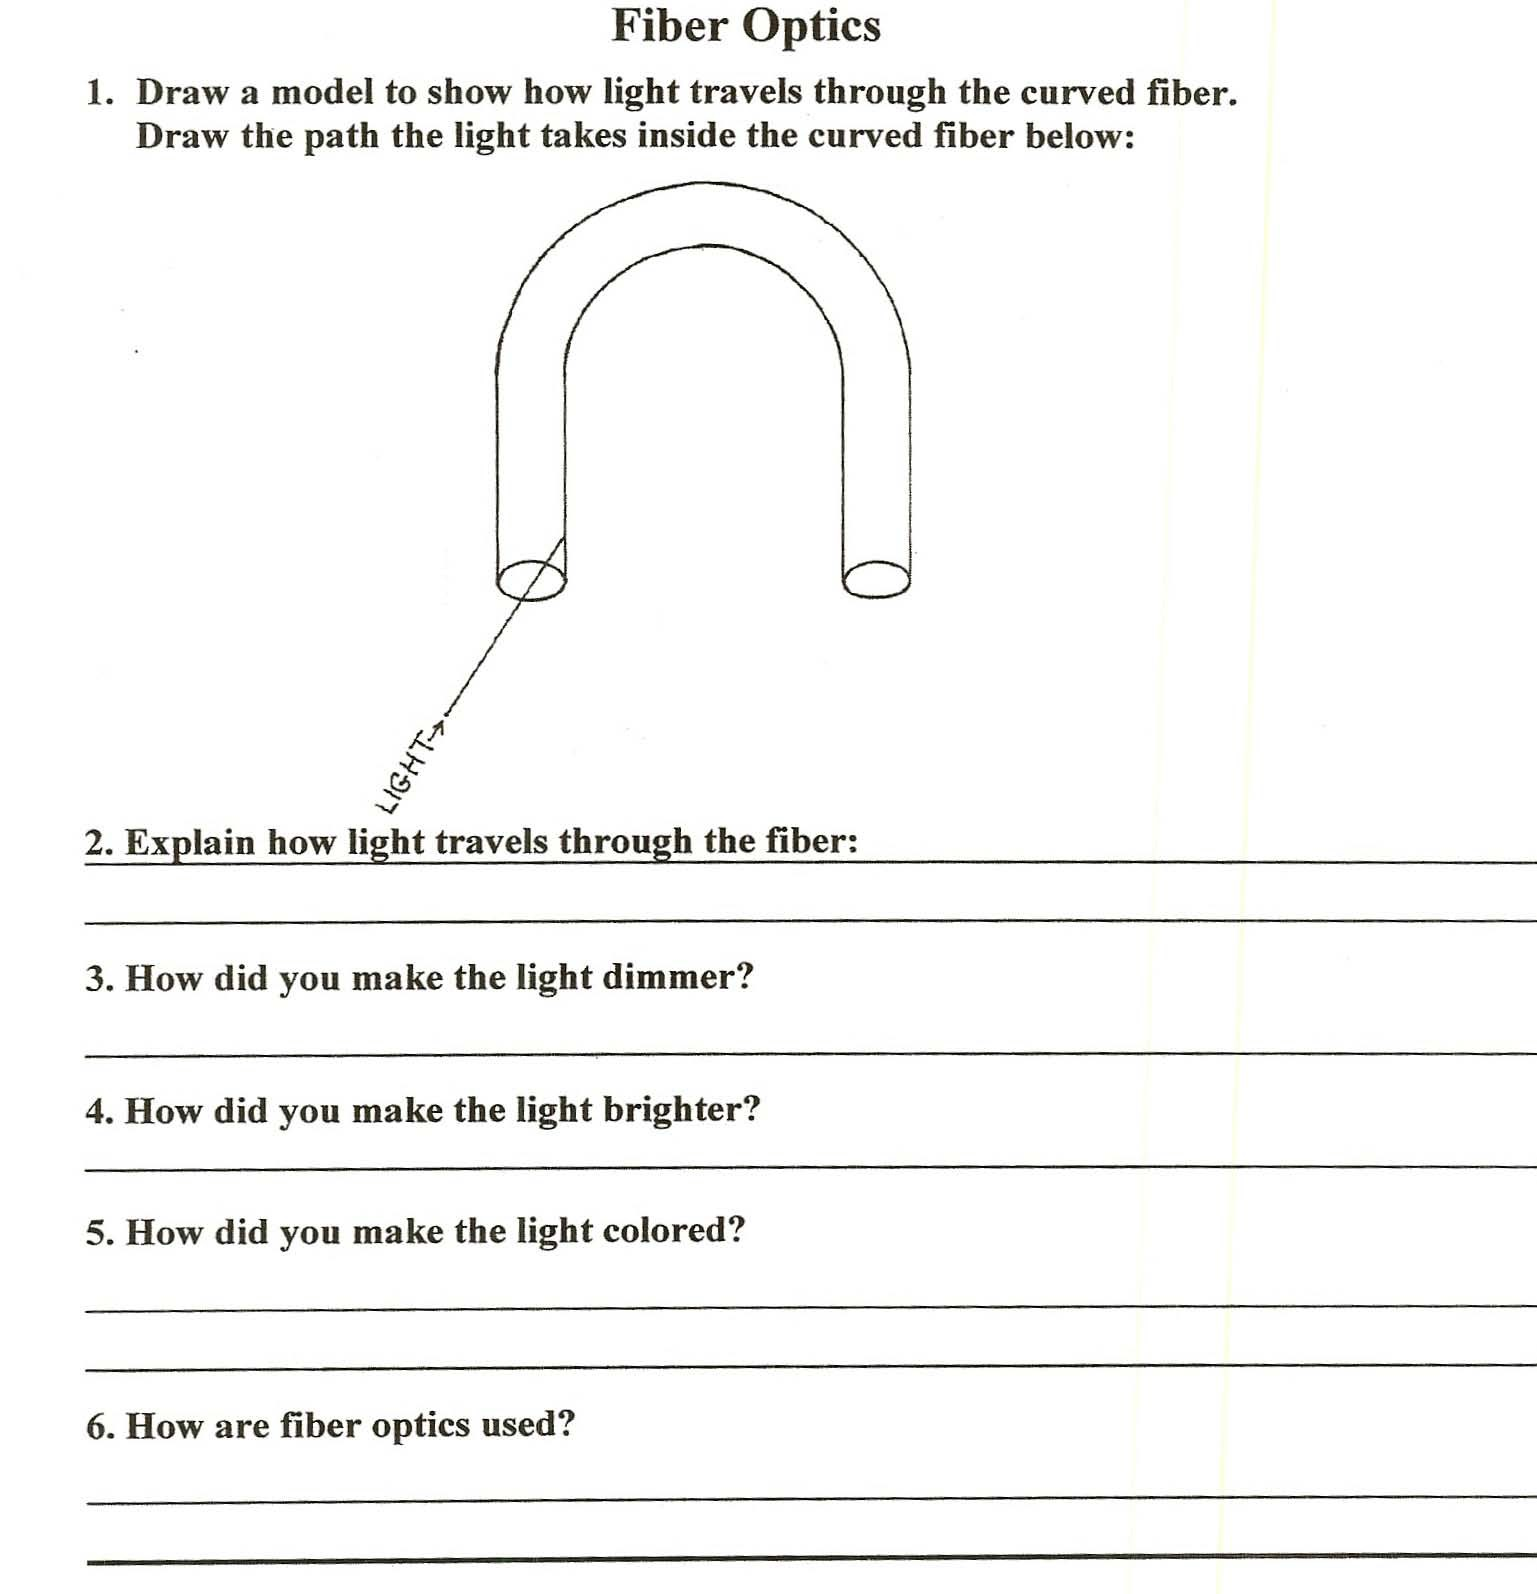 Fiber Optics
1. Draw a model to show how light travels through the curved fiber.
Draw the path the light takes inside the curved fiber below:
LIGHT→
2. Explain how light travels through the fiber:
3. How did you make the light dimmer?
4. How did you make the light brighter?
5. How did you make the light colored?
6. How are fiber optics used?